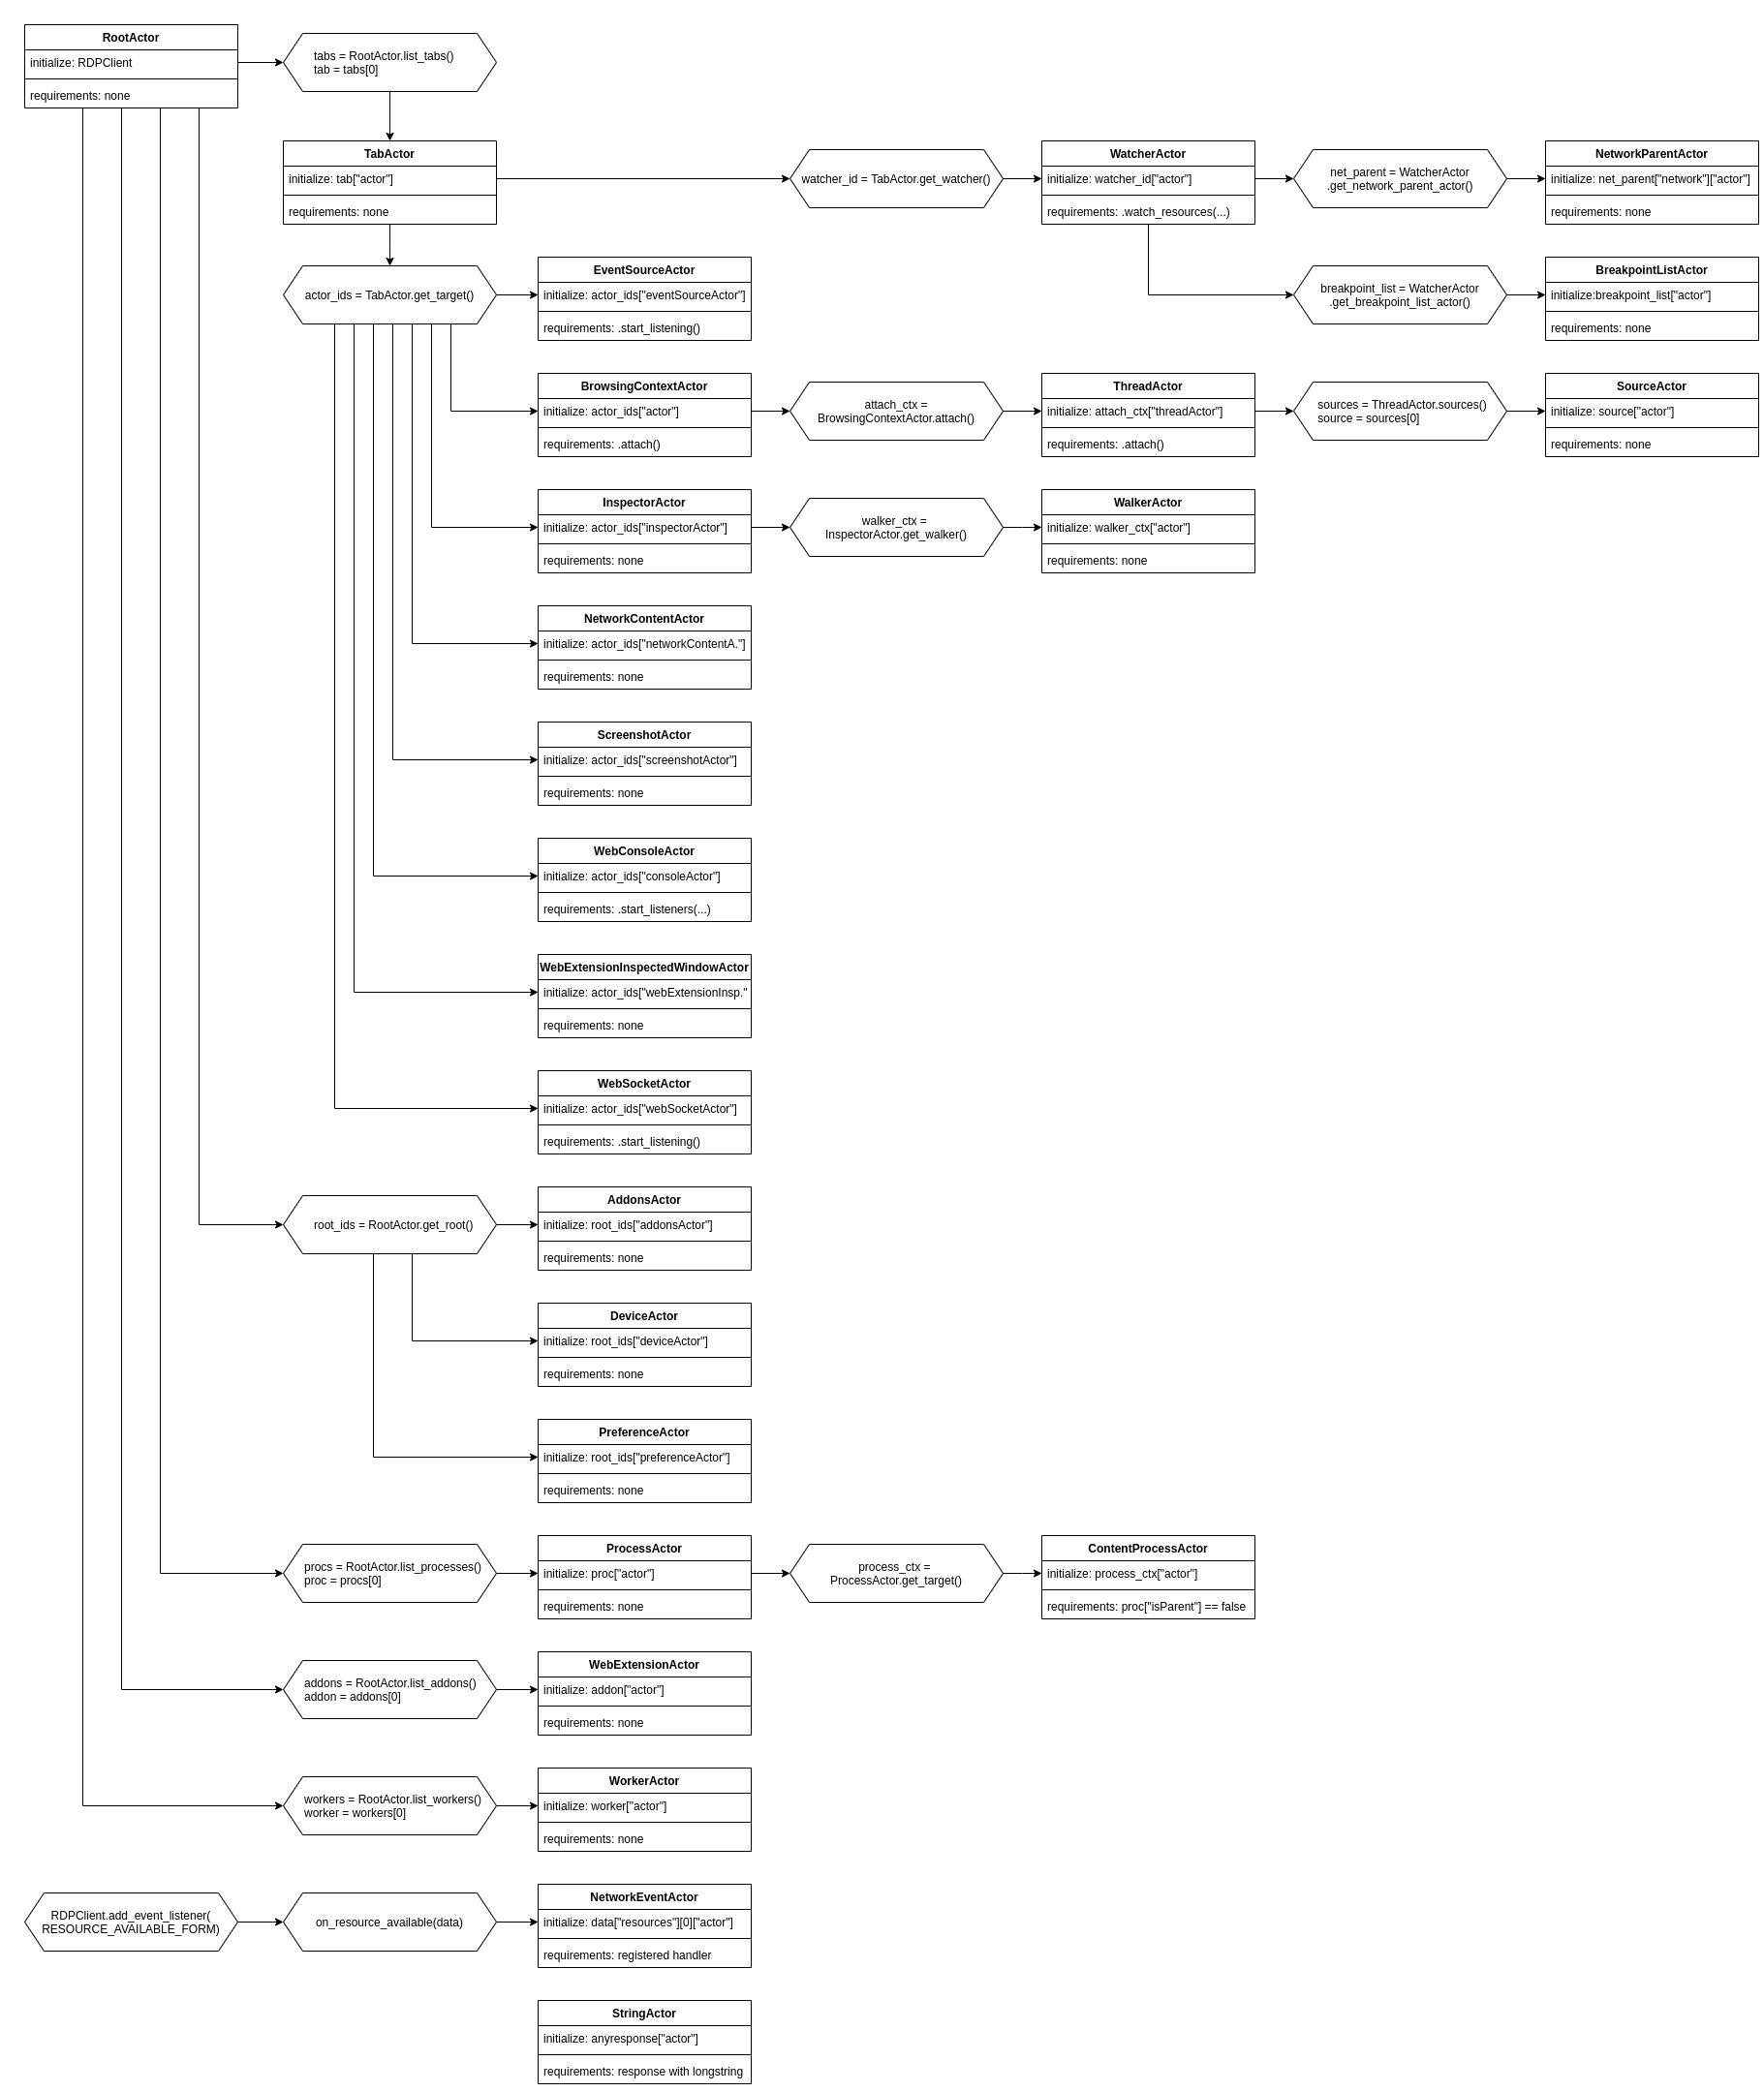 RootActor
initialize: RDPClient
requirements: none
tabs = RootActor.list_tabs()
tab = tabs[0]
TabActor
initialize: tab["actor"]
requirements: none
watcher_id = TabActor.get_watcher()
WatcherActor
initialize: watcher_id["actor"]
requirements: .watch_resources(...)
net_parent = WatcherActor
.get_network_parent_actor()
NetworkParentActor
initialize: net_parent["network"]["actor"]
requirements: none
actor_ids = TabActor.get_target()
EventSourceActor
initialize: actor_ids["eventSourceActor"]
requirements: .start_listening()
breakpoint_list = WatcherActor
.get_breakpoint_list_actor()
BreakpointListActor
initialize:breakpoint_list["actor"]
requirements: none
BrowsingContextActor
initialize: actor_ids["actor"]
requirements: .attach()
attach_ctx =
BrowsingContextActor.attach()
ThreadActor
initialize: attach_ctx["threadActor"]
requirements: .attach()
sources = ThreadActor.sources()
source = sources[0]
SourceActor
initialize: source["actor"]
requirements: none
InspectorActor
initialize: actor_ids["inspectorActor"]
requirements: none
walker_ctx =
InspectorActor.get_walker()
WalkerActor
initialize: walker_ctx["actor"]
requirements: none
NetworkContentActor
initialize: actor_ids["networkContentA."]
requirements: none
ScreenshotActor
initialize: actor_ids["screenshotActor"]
requirements: none
WebConsoleActor
initialize: actor_ids["consoleActor"]
requirements: .start_listeners(...)
WebExtensionInspectedWindowActor
initialize: actor_ids["webExtensionInsp."
requirements: none
WebSocketActor
initialize: actor_ids["webSocketActor"]
requirements: .start_listening()
root_ids = RootActor.get_root()
AddonsActor
initialize: root_ids["addonsActor"]
requirements: none
DeviceActor
initialize: root_ids["deviceActor"]
requirements: none
PreferenceActor
initialize: root_ids["preferenceActor"]
requirements: none
procs = RootActor.list_processes()
proc = procs[0]
ProcessActor
initialize: proc["actor"]
requirements: none
process_ctx =
ProcessActor.get_target()
ContentProcessActor
initialize: process_ctx["actor"]
requirements: proc["isParent"] == false
addons = RootActor.list_addons()
addon = addons[0]
WebExtensionActor
initialize: addon["actor"]
requirements: none
workers = RootActor.list_workers()
worker = workers[0]
WorkerActor
initialize: worker["actor"]
requirements: none
RDPClient.add_event_listener(
RESOURCE_AVAILABLE_FORM)
on_resource_available(data)
NetworkEventActor
initialize: data["resources"][0]["actor"]
requirements: registered handler
StringActor
initialize: anyresponse["actor"]
requirements: response with longstring